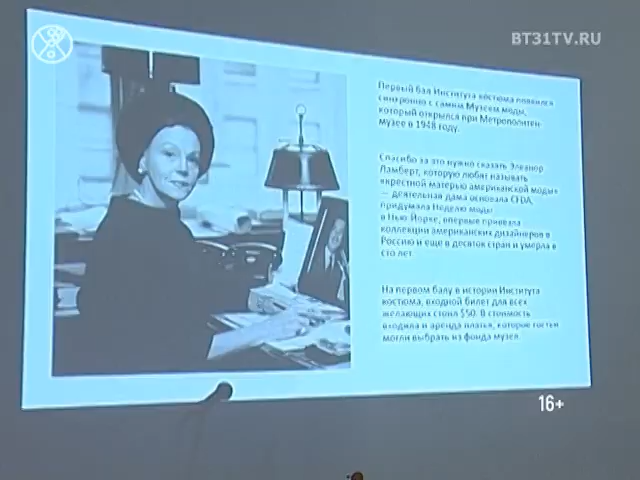 BT31TV.RU
Первый бал Института костюма появился
синхронно с самим Музеем моды,
который открылся при Метрополитен-
музее в 1948 году.
Спасибо за это нужно сказать Элеанор
Ламберт, которую любят называть
«крестной матерью американской моды»
— деятельная дама основала CFDA,
придумала Неделю моды
в Нью-Йорке, впервые привезла
коллекции американских дизайнеров в
Россию и еще в десяток стран и умерла в
сто лет.
На первом балу в истории Института
костюма, входной билет для всех
желающих стоил $50. В стоимость
входила и аренда платья, которые гостьи
могли выбрать из фонда музея.
16+